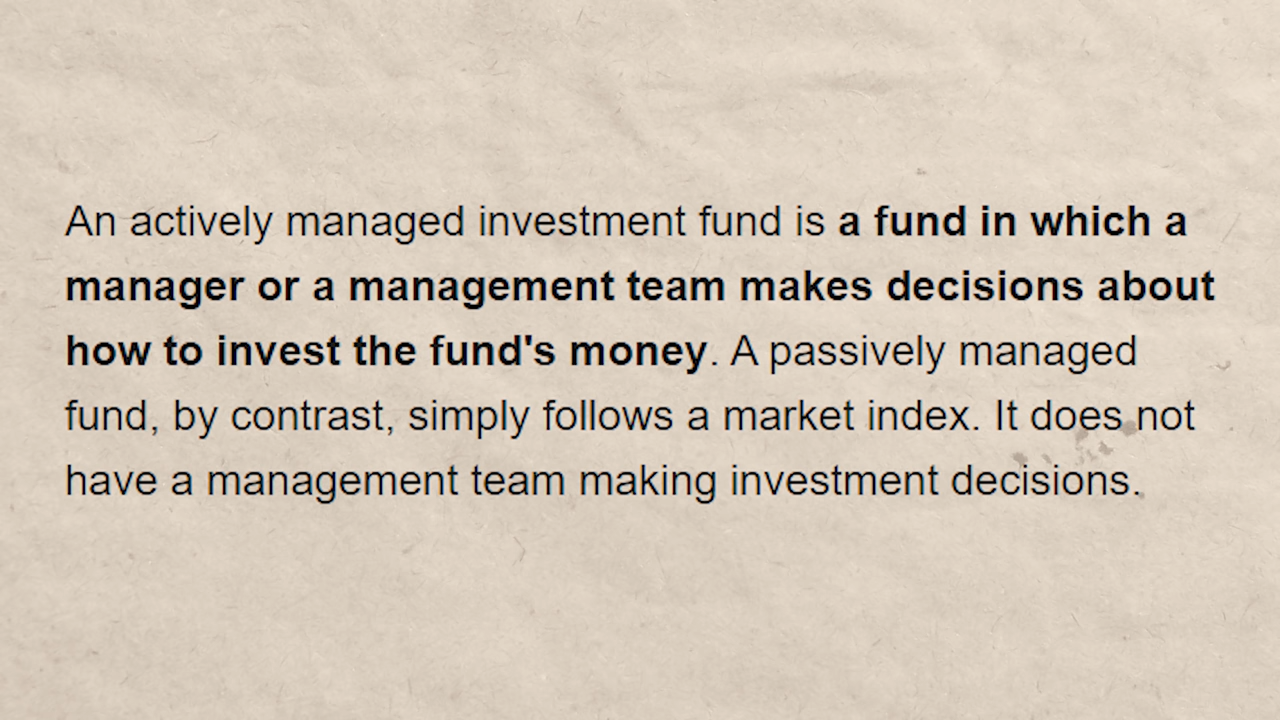 An actively managed investment fund is a fund in which a
manager or a management team makes decisions about
how to invest the fund's money. A passively managed
fund, by contrast, simply follows a market index. It does not
have a management team making investment decisions.